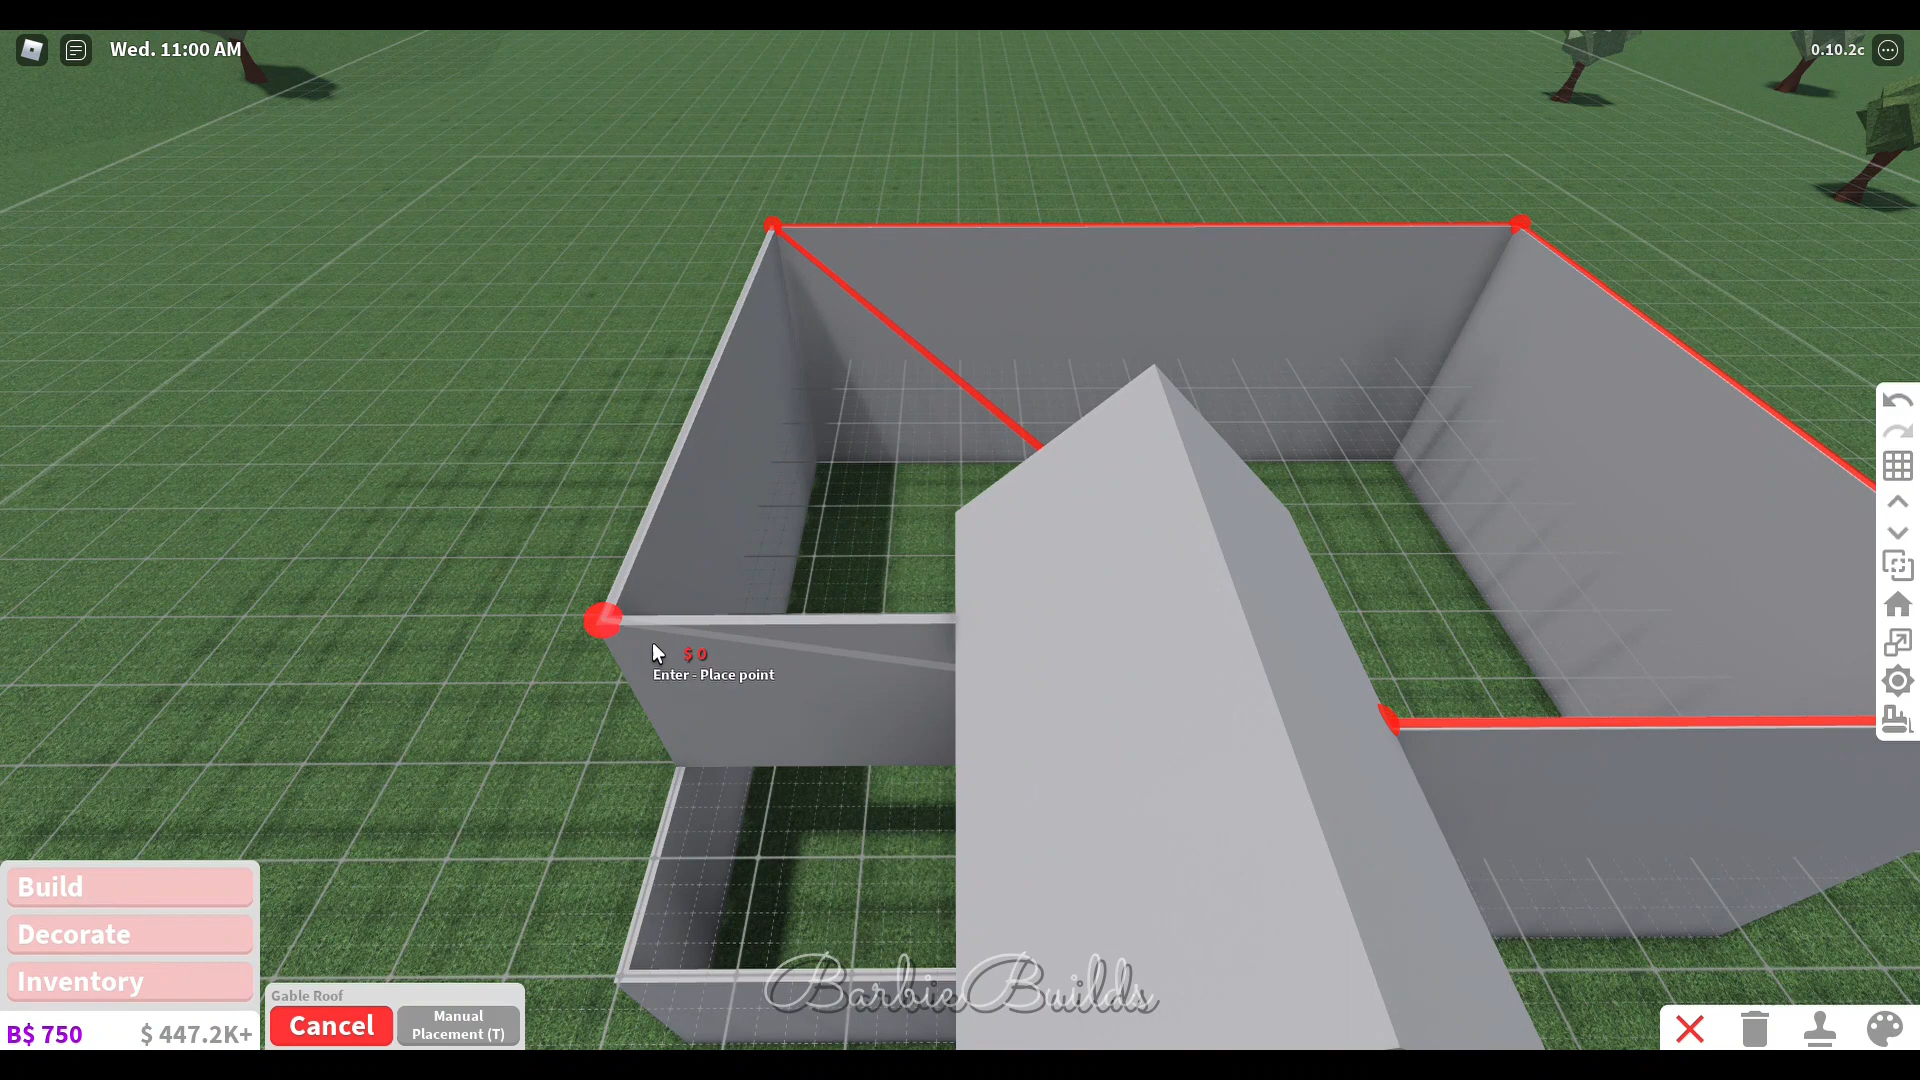 Wed. 11:00 AM
0.10.2c
$ 0
Enter - Place point
Build
Decorate
Inventory
B$ 750
$ 447.2K+
Gable Roof
Cancel
Manual
Placement (T)
BarbieBuilds